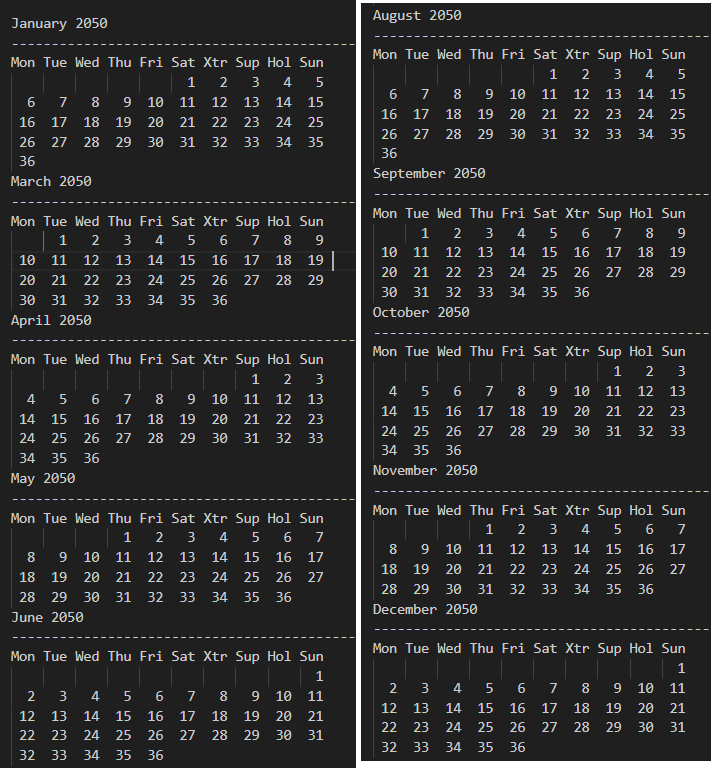 January 2050
-------------------------------------------
Mon Tue Wed Thu Fri Sat Xtr Sup Hol Sun
1 2 3 4 5
6 7 8 9 10 11 12 13 14 15
16 17 18 19 20 21 22 23 24 25
26 27 28 29 30 31 32 33 34 35
36
March 2050
-------------------------------------------
Mon Tue Wed Thu Fri Sat Xtr Sup Hol Sun
1 2 3 4 5 6 7 8 9
10 11 12 13 14 15 16 17 18 19
20 21 22 23 24 25 26 27 28 29
30 31 32 33 34 35 36
April 2050
-------------------------------------------
Mon Tue Wed Thu Fri Sat Xtr Sup Hol Sun
1 2 3
4 5 6 7 8 9 10 11 12 13
14 15 16 17 18 19 20 21 22 23
24 25 26 27 28 29 30 31 32 33
34 35 36
May 2050
-------------------------------------------
Mon Tue Wed Thu Fri Sat Xtr Sup Hol Sun
1 2 3 4 5 6 7
8 9 10 11 12 13 14 15 16 17
18 19 20 21 22 23 24 25 26 27
28 29 30 31 32 33 34 35 36
June 2050
-------------------------------------------
Mon Tue Wed Thu Fri Sat Xtr Sup Hol Sun
1
2 3 4 5 6 7 8 9 10 11
12 13 14 15 16 17 18 19 20 21
22 23 24 25 26 27 28 29 30 31
32 33 34 35 36
August 2050
-------------------------------------------
Mon Tue Wed Thu Fri Sat Xtr Sup Hol Sun
1 2 3 4 5
6 7 8 9 10 11 12 13 14 15
16 17 18 19 20 21 22 23 24 25
26 27 28 29 30 31 32 33 34 35
36
September 2050
-------------------------------------------
Mon Tue Wed Thu Fri Sat Xtr Sup Hol Sun
1 2 3 4 5 6 7 8 9
10 11 12 13 14 15 16 17 18 19
20 21 22 23 24 25 26 27 28 29
30 31 32 33 34 35 36
October 2050
-------------------------------------------
Mon Tue Wed Thu Fri Sat Xtr Sup Hol Sun
1 2 3
4 5 6 7 8 9 10 11 12 13
14 15 16 17 18 19 20 21 22 23
24 25 26 27 28 29 30 31 32 33
34 35 36
November 2050
-------------------------------------------
Mon Tue Wed Thu Fri Sat Xtr Sup Hol Sun
1 2 3 4 5 6 7
8 9 10 11 12 13 14 15 16 17
18 19 20 21 22 23 24 25 26 27
28 29 30 31 32 33 34 35 36
December 2050
-------------------------------------------
Mon Tue Wed Thu Fri Sat Xtr Sup Hol Sun
1
2 3 4 5 6 7 8 9 10 11
12 13 14 15 16 17 18 19 20 21
22 23 24 25 26 27 28 29 30 31
32 33 34 35 36